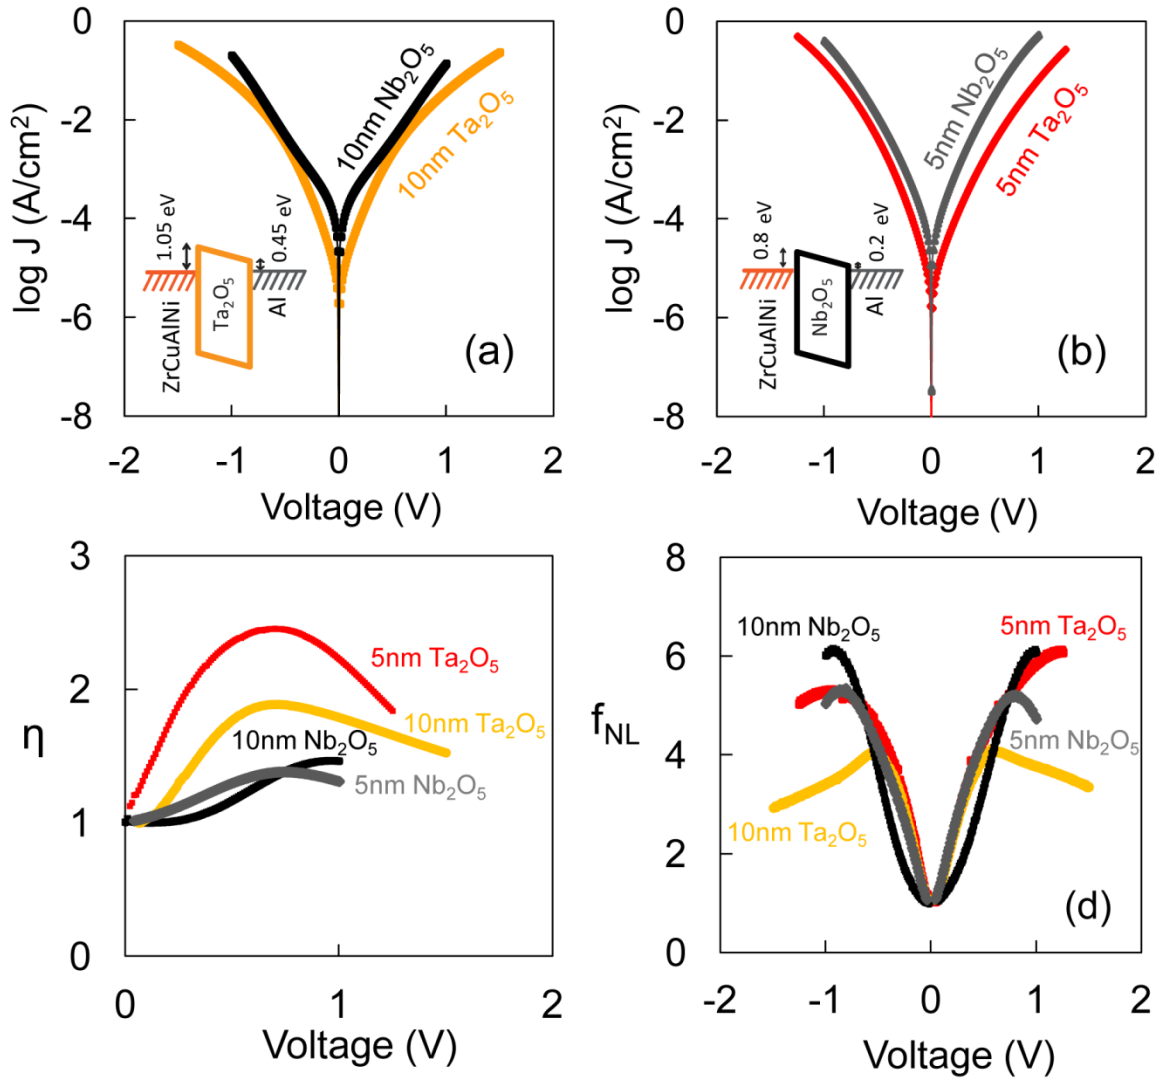 0
-2
-4
-6
-8
log J (A/cm²)
10nm Nb₂O₅
10nm Ta₂O₅
1.05 eV
0.45 eV
Ta₂O₅
ZrCuAlNi
Al
(a)
-2
-1
0
1
2
Voltage (V)
0
-2
-4
-6
-8
log J (A/cm²)
5nm Nb₂O₅
5nm Ta₂O₅
0.8 eV
0.2 eV
Nb₂O₅
ZrCuAlNi
Al
(b)
-2
-1
0
1
2
Voltage (V)
3
2
1
0
η
5nm Ta₂O₅
10nm Ta₂O₅
10nm Nb₂O₅
5nm Nb₂O₅
0
1
2
Voltage (V)
8
6
4
2
0
f_NL
10nm Nb₂O₅
5nm Ta₂O₅
5nm Nb₂O₅
10nm Ta₂O₅
(d)
-2
-1
0
1
2
Voltage (V)